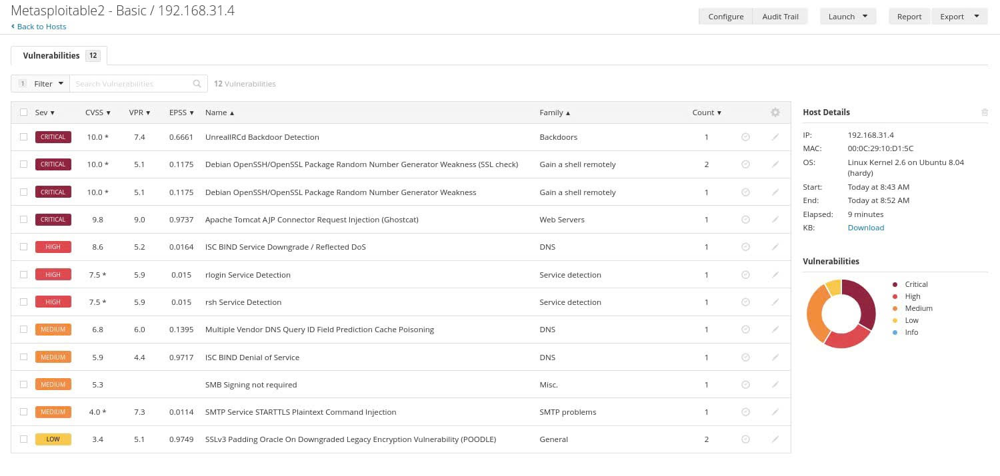 Metasploitable2 - Basic / 192.168.31.4
Back to Hosts
Configure Audit Trail Launch Report Export
Vulnerabilities 12
1 Filter Search Vulnerabilities 12 Vulnerabilities
Sev CVSS VPR EPSS Name Family Count
CRITICAL 10.0 * 7.4 0.6661 UnrealIRCd Backdoor Detection Backdoors 1
CRITICAL 10.0 * 5.1 0.1175 Debian OpenSSH/OpenSSL Package Random Number Generator Weakness (SSL check) Gain a shell remotely 2
CRITICAL 10.0 * 5.1 0.1175 Debian OpenSSH/OpenSSL Package Random Number Generator Weakness Gain a shell remotely 1
CRITICAL 9.8 9.0 0.9737 Apache Tomcat AJP Connector Request Injection (Ghostcat) Web Servers 1
HIGH 8.6 5.2 0.0164 ISC BIND Service Downgrade / Reflected DoS DNS 1
HIGH 7.5 * 5.9 0.015 rlogin Service Detection Service detection 1
HIGH 7.5 * 5.9 0.015 rsh Service Detection Service detection 1
MEDIUM 6.8 6.0 0.1395 Multiple Vendor DNS Query ID Field Prediction Cache Poisoning DNS 1
MEDIUM 5.9 4.4 0.9717 ISC BIND Denial of Service DNS 1
MEDIUM 5.3 SMB Signing not required Misc. 1
MEDIUM 4.0 * 7.3 0.0114 SMTP Service STARTTLS Plaintext Command Injection SMTP problems 1
LOW 3.4 5.1 0.9749 SSLv3 Padding Oracle On Downgraded Legacy Encryption Vulnerability (POODLE) General 2
Host Details
IP: 192.168.31.4
MAC: 00:0C:29:10:D1:5C
OS: Linux Kernel 2.6 on Ubuntu 8.04
(hardy)
Start: Today at 8:43 AM
End: Today at 8:52 AM
Elapsed: 9 minutes
KB: Download
Vulnerabilities
Critical
High
Medium
Low
Info